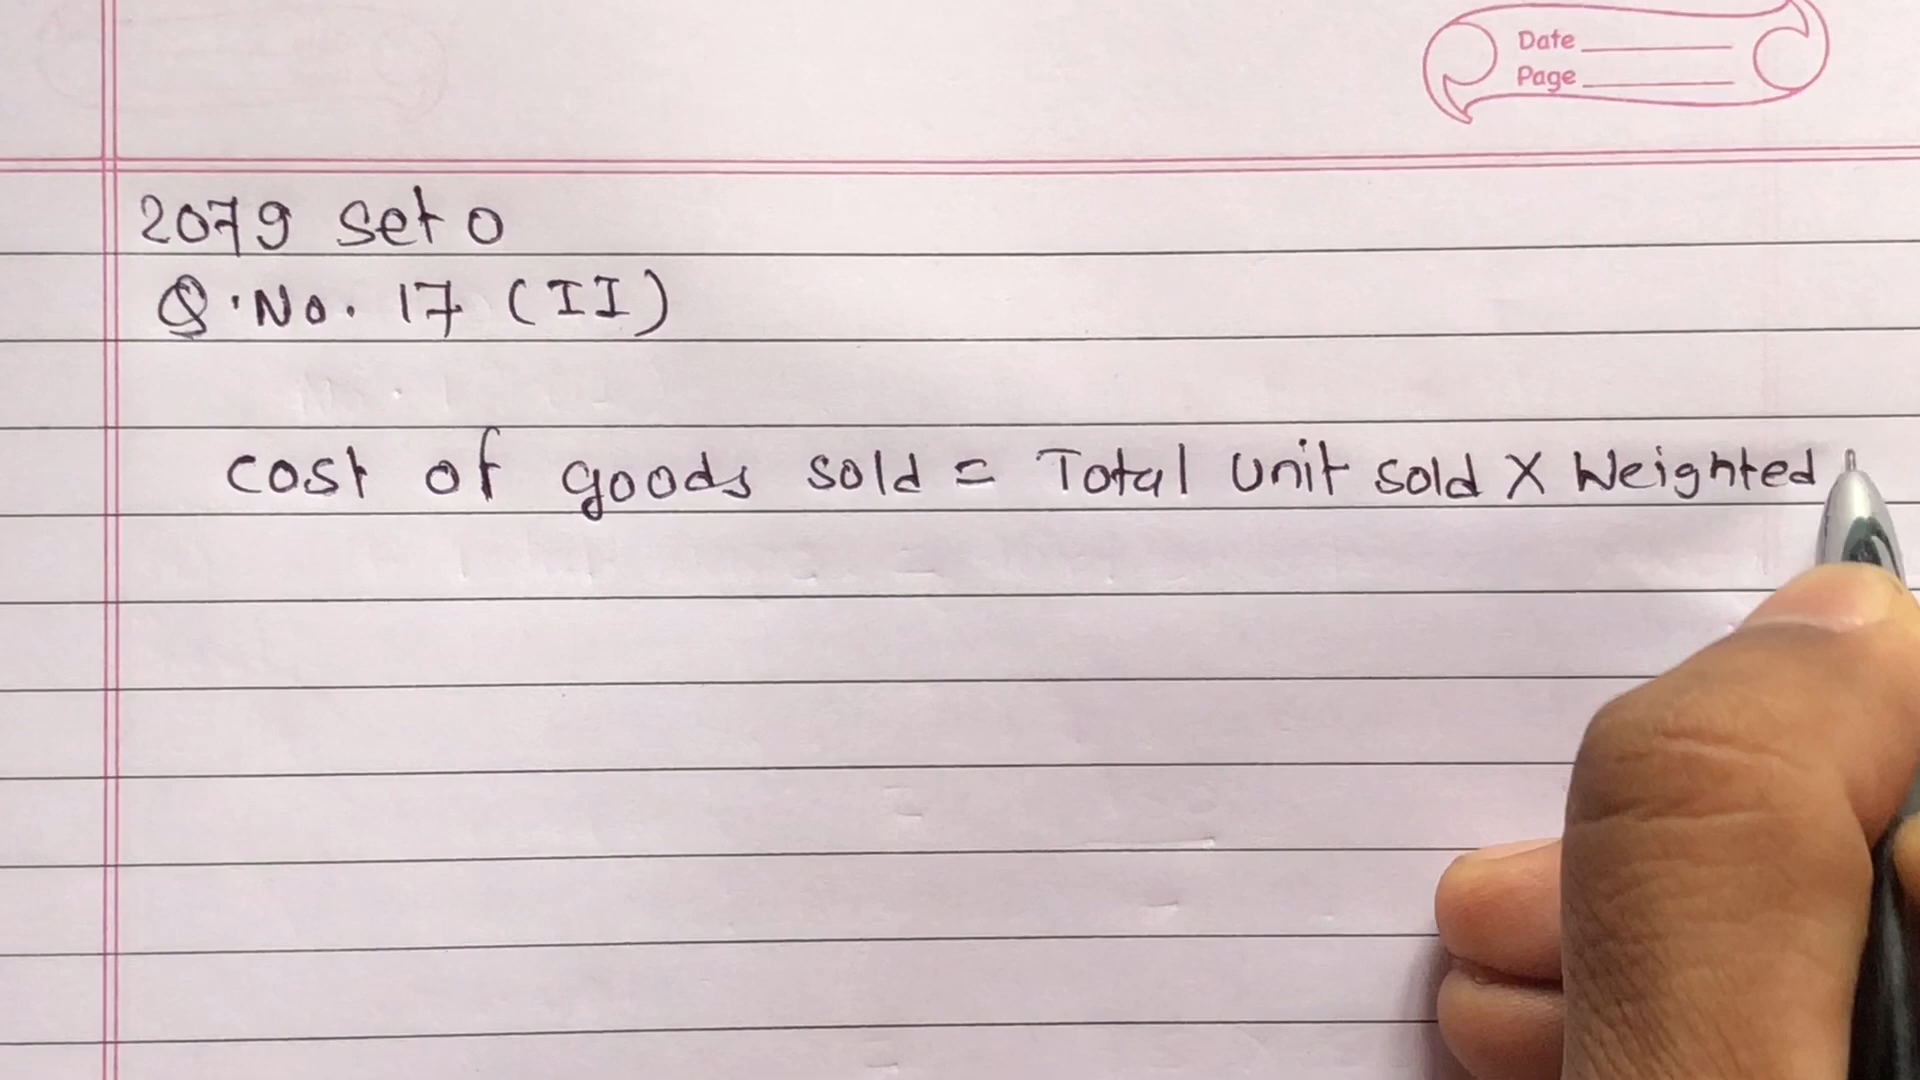 Date
Page
2079 Set 0
Q.No. 17 (II)
cost of goods sold = Total unit sold X Weighted